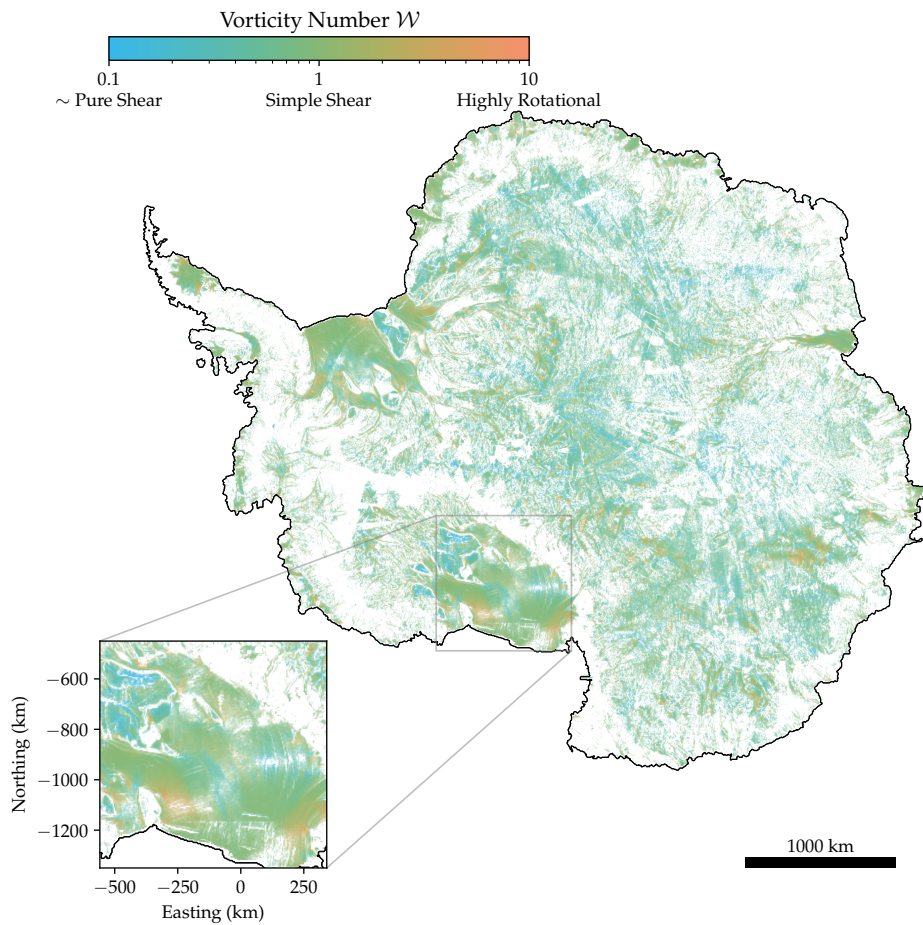 Vorticity Number 𝒲
0.1 1 10
∼ Pure Shear Simple Shear Highly Rotational
−600
−800
−1000
−1200
Northing (km)
−500 −250 0 250
Easting (km)
1000 km